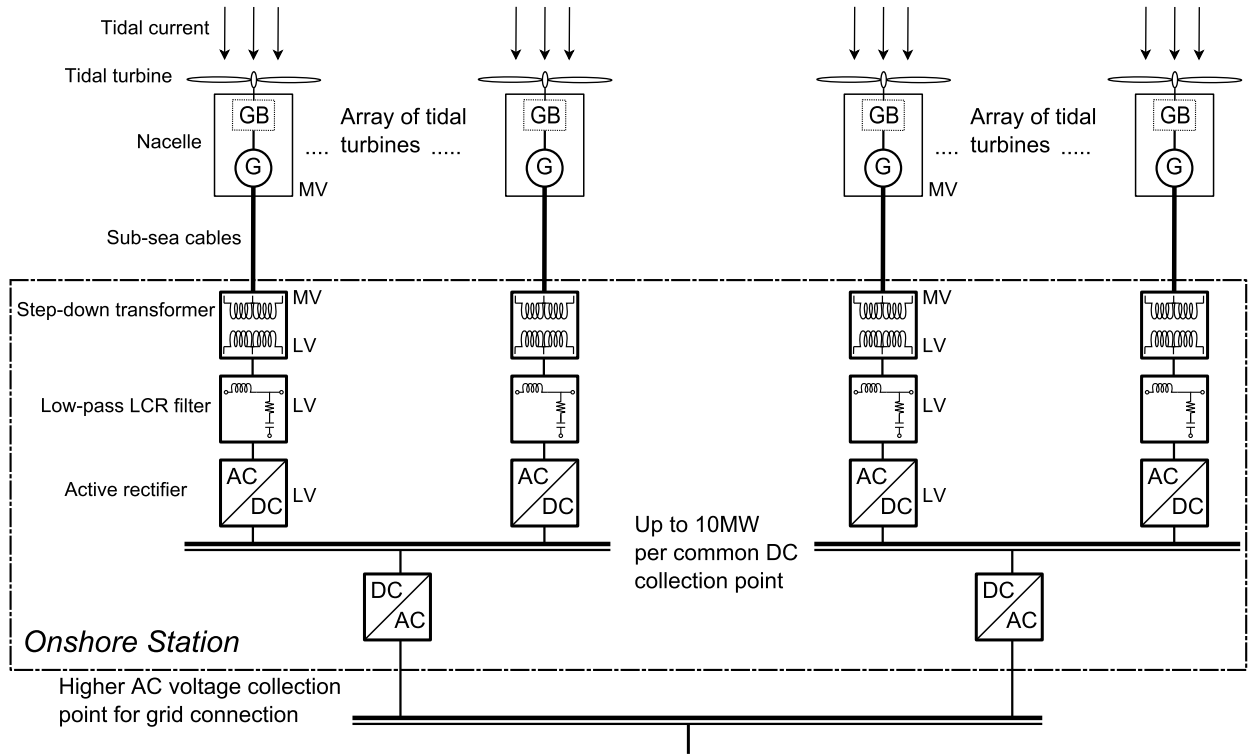 Tidal current
Tidal turbine
GB GB GB GB
Nacelle
Array of tidal
turbines
.... .....
Array of tidal
turbines
.... .....
G G G G
MV MV
Sub-sea cables
Step-down transformer
MV MV
LV LV
Low-pass LCR filter
LV LV
Active rectifier
AC AC AC AC
DC DC DC DC
LV LV
Up to 10MW
per common DC
collection point
DC DC
AC AC
Onshore Station
Higher AC voltage collection
point for grid connection